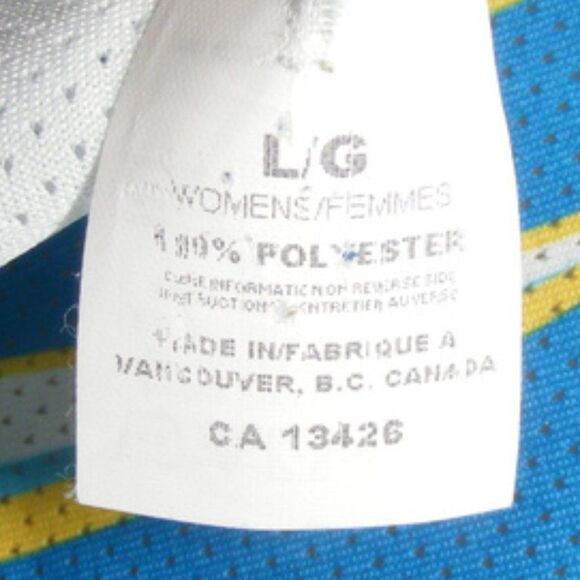 L/G
WOMENS/FEMMES
100% POLYESTER
CARE INFORMATION ON REVERSE SIDE
INSTRUCTIONS ENTRETIER AU VERSO
MADE IN/FABRIQUE A
VANCOUVER, B.C. CANADA
CA 13426